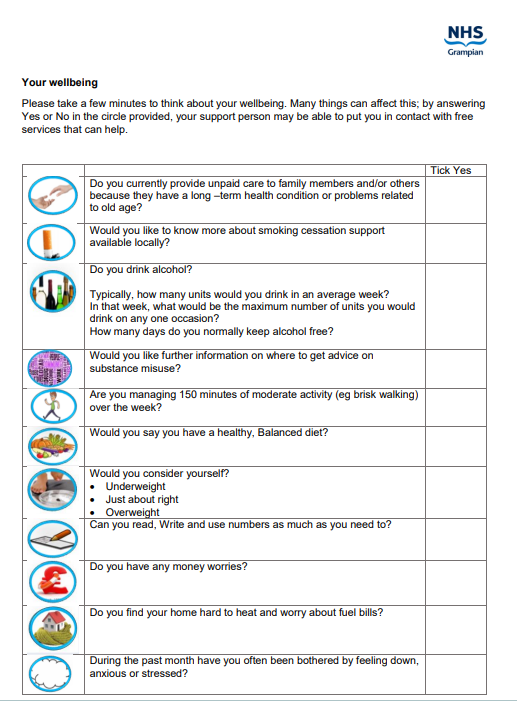 NHS
Grampian
Your wellbeing
Please take a few minutes to think about your wellbeing. Many things can affect this; by answering
Yes or No in the circle provided, your support person may be able to put you in contact with free
services that can help.
Tick Yes
Do you currently provide unpaid care to family members and/or others
because they have a long –term health condition or problems related
to old age?
Would you like to know more about smoking cessation support
available locally?
Do you drink alcohol?
Typically, how many units would you drink in an average week?
In that week, what would be the maximum number of units you would
drink on any one occasion?
How many days do you normally keep alcohol free?
Would you like further information on where to get advice on
substance misuse?
Are you managing 150 minutes of moderate activity (eg brisk walking)
over the week?
Would you say you have a healthy, Balanced diet?
Would you consider yourself?
• Underweight
• Just about right
• Overweight
Can you read, Write and use numbers as much as you need to?
Do you have any money worries?
Do you find your home hard to heat and worry about fuel bills?
During the past month have you often been bothered by feeling down,
anxious or stressed?